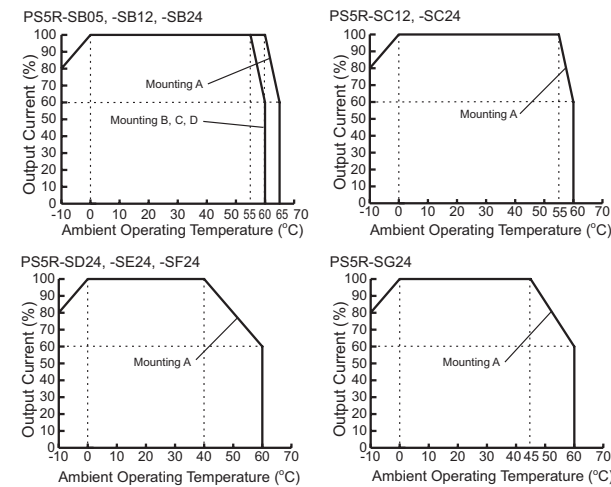 PS5R-SB05, -SB12, -SB24
100
90
80
70
60
50
40
30
20
10
0
Output Current (%)
Mounting A
Mounting B, C, D
-10 0 10 20 30 40 50 55 60 65 70
Ambient Operating Temperature (°C)
PS5R-SC12, -SC24
100
90
80
70
60
50
40
30
20
10
0
Output Current (%)
Mounting A
-10 0 10 20 30 40 50 55 60 70
Ambient Operating Temperature (°C)
PS5R-SD24, -SE24, -SF24
100
90
80
70
60
50
40
30
20
10
0
Output Current (%)
Mounting A
-10 0 10 20 30 40 50 60 70
Ambient Operating Temperature (°C)
PS5R-SG24
100
90
80
70
60
50
40
30
20
10
0
Output Current (%)
Mounting A
-10 0 10 20 30 40 45 50 60 70
Ambient Operating Temperature (°C)